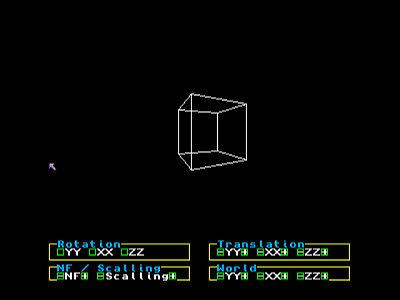 Rotation
YY XX ZZ
Translation
-YY+ -XX+ -ZZ+
NF / Scalling
-NF+ -Scalling+
World
-YY+ -XX+ -ZZ+